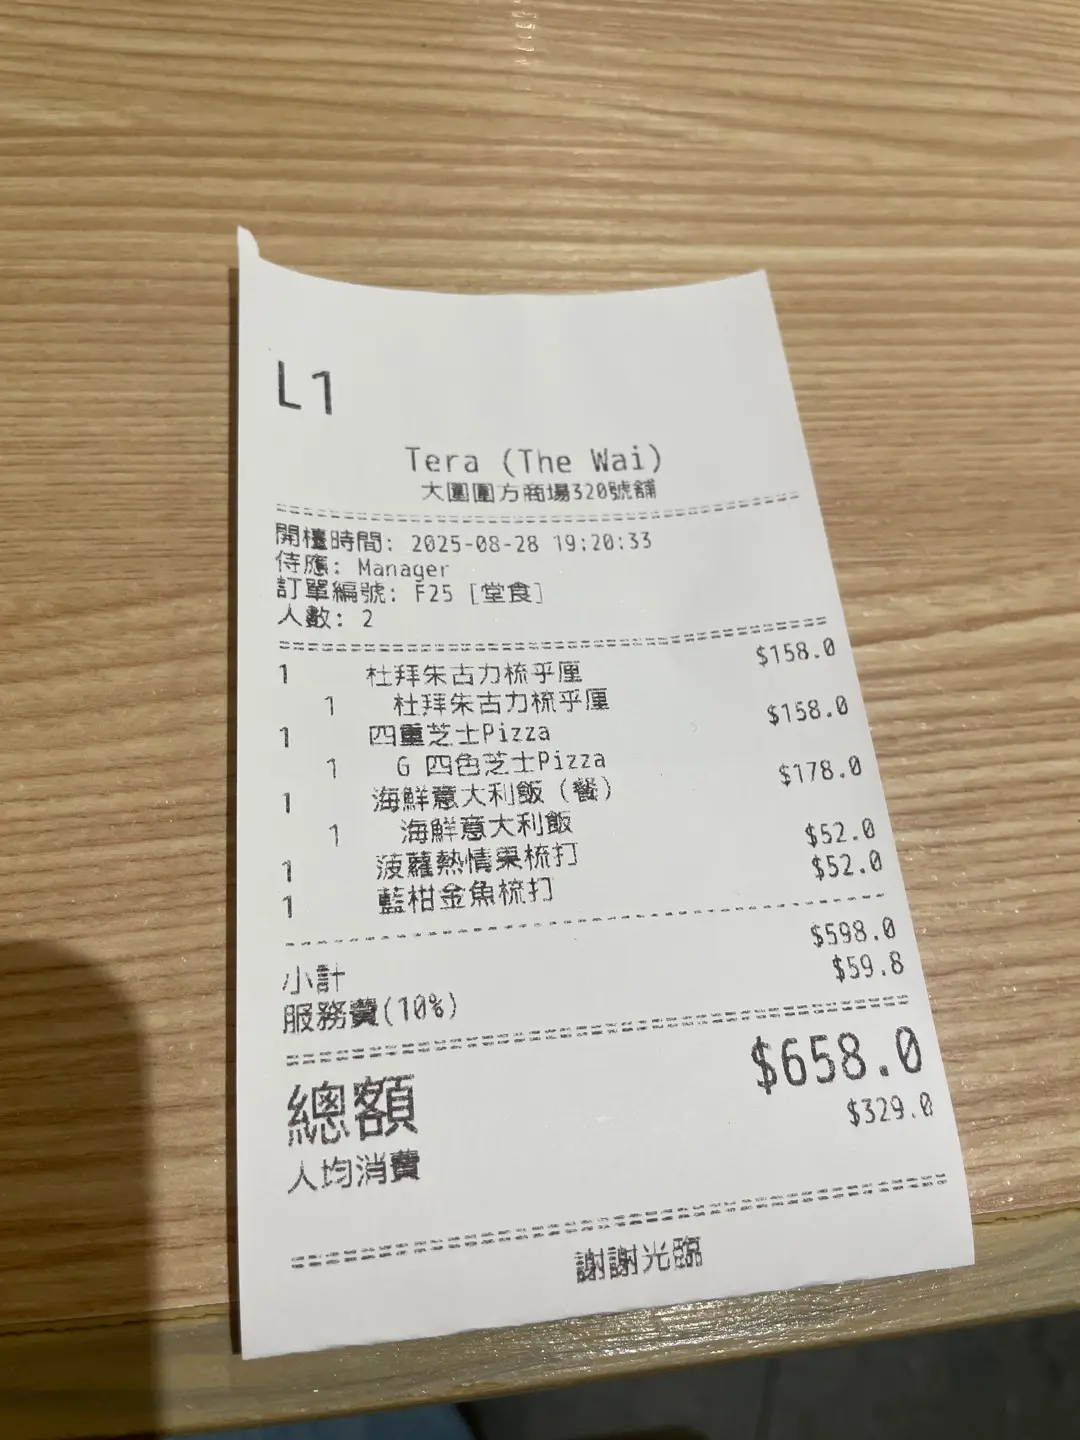 L1
Tera (The Wai)
大圍圍方商場320號舖
開檯時間: 2025-08-28 19:20:33
侍應: Manager
訂單編號: F25 [堂食]
人數: 2
1 杜拜朱古力梳乎厘 $158.0
1 杜拜朱古力梳乎厘
1 四重芝士Pizza $158.0
1 G 四色芝士Pizza
1 海鮮意大利飯 (餐) $178.0
1 海鮮意大利飯
1 菠蘿熱情果梳打 $52.0
1 藍柑金魚梳打 $52.0
小計 $598.0
服務費(10%) $59.8
總額 $658.0
人均消費 $329.0
謝謝光臨